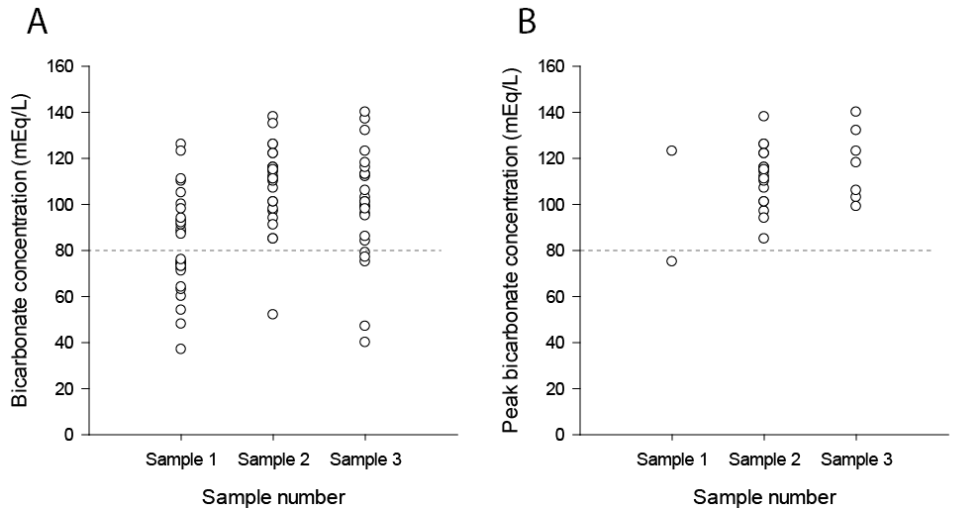 A
B
Bicarbonate concentration (mEq/L)
160
140
120
100
80
60
40
20
0
Sample 1 Sample 2 Sample 3
Sample number
Peak bicarbonate concentration (mEq/L)
160
140
120
100
80
60
40
20
0
Sample 1 Sample 2 Sample 3
Sample number